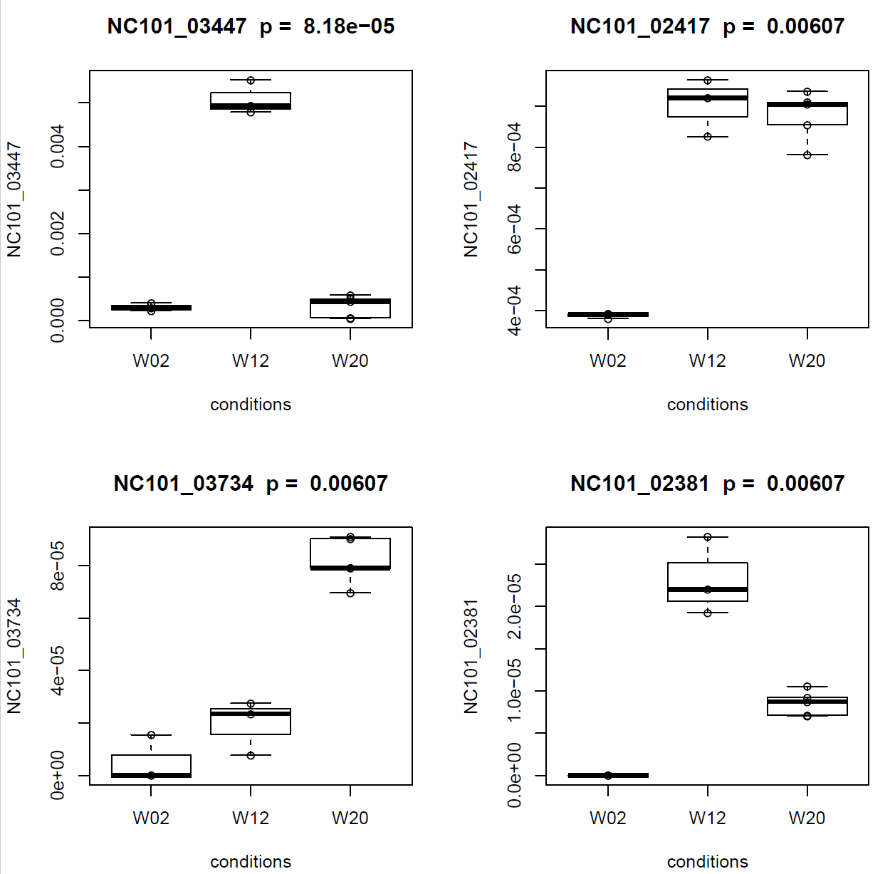 NC101_03447 p = 8.18e−05
NC101_03447
0.004
0.002
0.000
W02 W12 W20
conditions
NC101_02417 p = 0.00607
NC101_02417
8e−04
6e−04
4e−04
W02 W12 W20
conditions
NC101_03734 p = 0.00607
NC101_03734
8e−05
4e−05
0e+00
W02 W12 W20
conditions
NC101_02381 p = 0.00607
NC101_02381
2.0e−05
1.0e−05
0.0e+00
W02 W12 W20
conditions